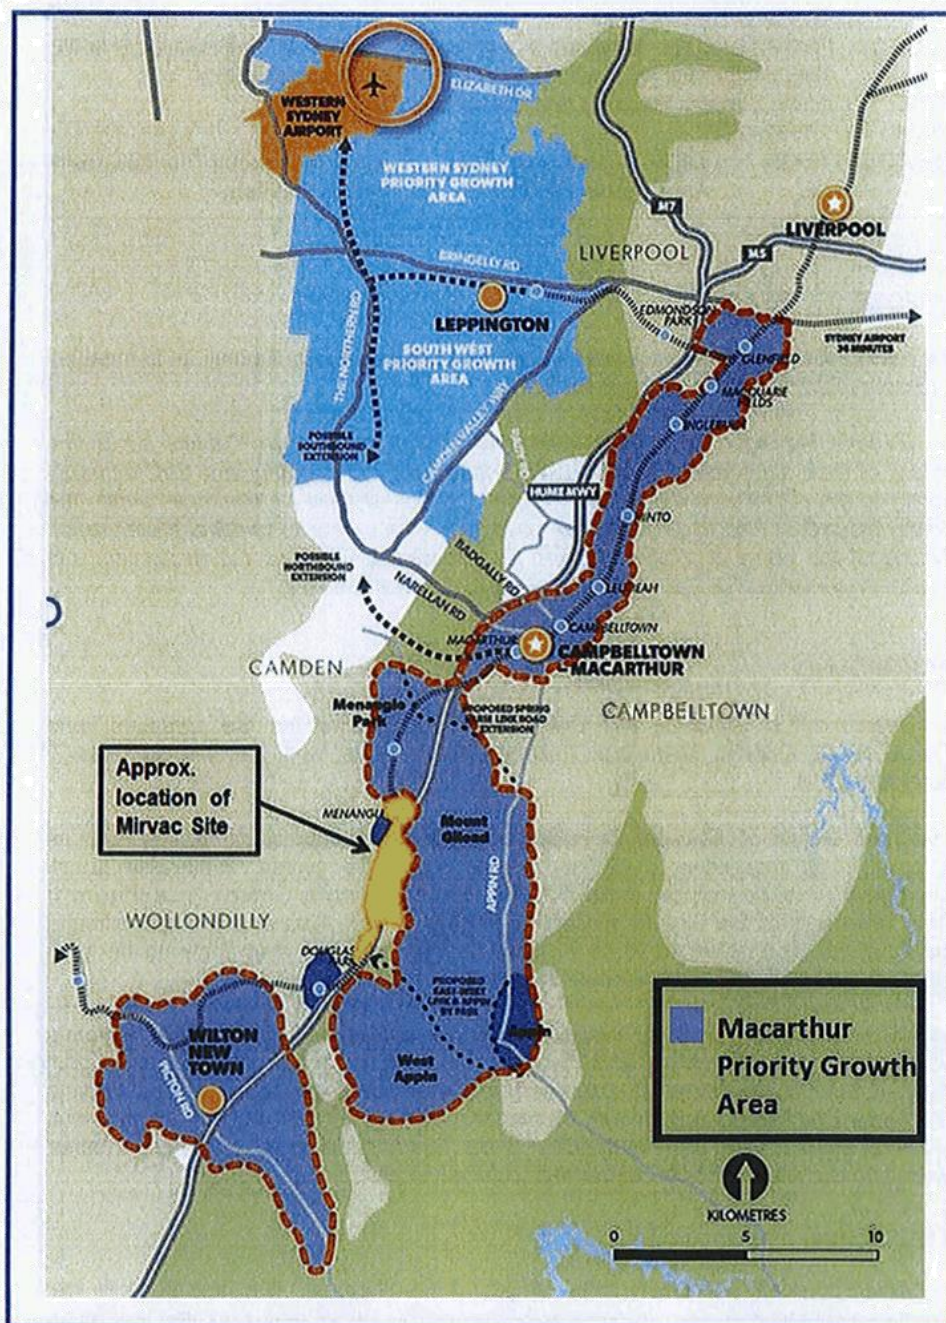 WESTERN
SYDNEY
AIRPORT
ELIZABETH DR
WESTERN SYDNEY
PRIORITY GROWTH
AREA
M7
LIVERPOOL
LIVERPOOL
M5
BRINGELLY RD
LEPPINGTON
EDMONDSON
PARK
SYDNEY AIRPORT
GLENFIELD
THE NORTHERN RD
SOUTH WEST
PRIORITY GROWTH
AREA
CAMDEN VALLEY WAY
MACQUARIE
FIELDS
INGLEBURN
POSSIBLE
SOUTHBOUND
EXTENSION
HUME MWY
MINTO
POSSIBLE
NORTHBOUND
EXTENSION
BADGALLY RD
NARELLAN RD
LEUMEAH
CAMPBELLTOWN
MACARTHUR
CAMPBELLTOWN
-MACARTHUR
CAMDEN
CAMPBELLTOWN
Menangle
Park
PROPOSED SPRING
FARM LINK ROAD
EXTENSION
Approx.
location of
Mirvac Site
MENANGLE
Mount
Gilead
APPIN RD
WOLLONDILLY
DOUGLAS
PARK
PROPOSED
EAST-WEST
LINK & APPIN
BY PASS
Appin
West
Appin
WILTON
NEW
TOWN
PICTON RD
Macarthur
Priority Growth
Area
KILOMETRES
0 5 10